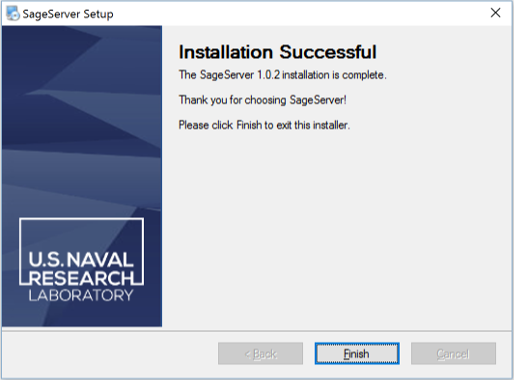 SageServer Setup
Installation Successful
The SageServer 1.0.2 installation is complete.
Thank you for choosing SageServer!
Please click Finish to exit this installer.
U.S. NAVAL
RESEARCH
LABORATORY
< Back Finish Cancel